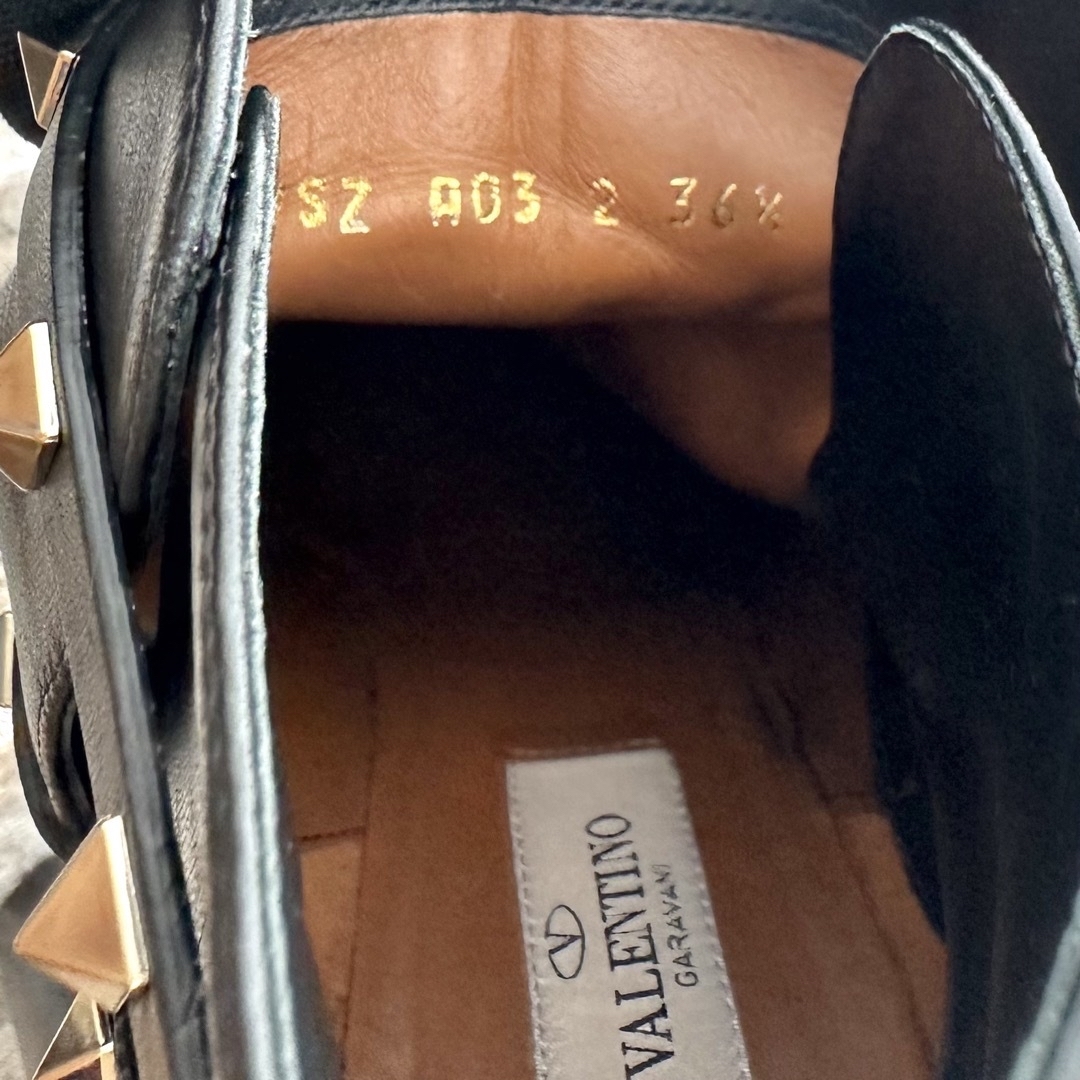 SZ A03 2 36½
V
VALENTINO
GARAVANI